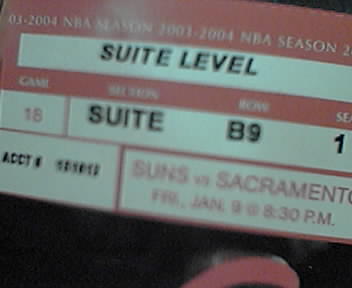 03-2004 NBA SEASON 2003-2004 NBA SEASON 2
SUITE LEVEL
GAME SECTION ROW SEA
18 SUITE B9 1
ACCT #
SUNS vs SACRAMENTO
FRI., JAN. 9 @ 8:30 P.M.